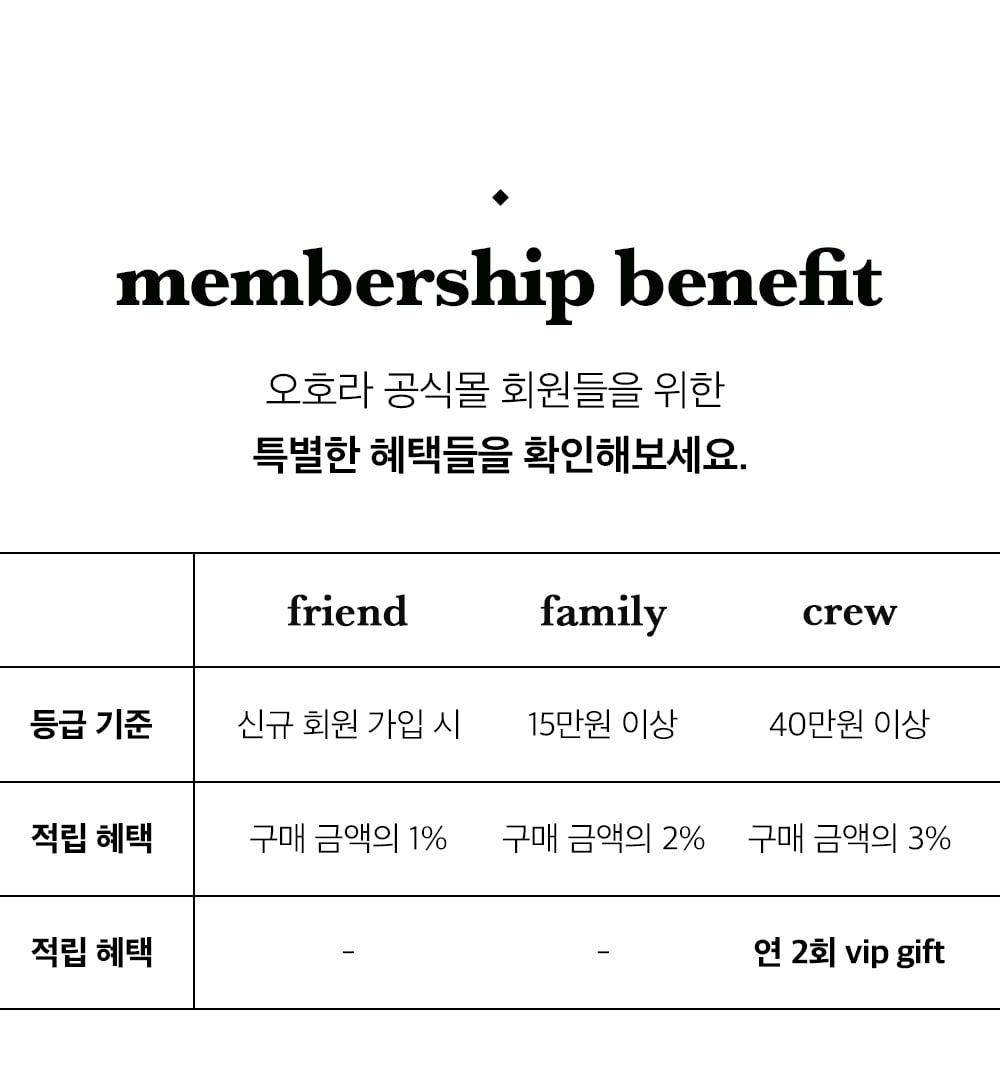 membership benefit
오호라 공식몰 회원들을 위한
특별한 혜택들을 확인해보세요.
friend family crew
등급 기준 신규 회원 가입 시 15만원 이상 40만원 이상
적립 혜택 구매 금액의 1% 구매 금액의 2% 구매 금액의 3%
적립 혜택 - - 연 2회 vip gift